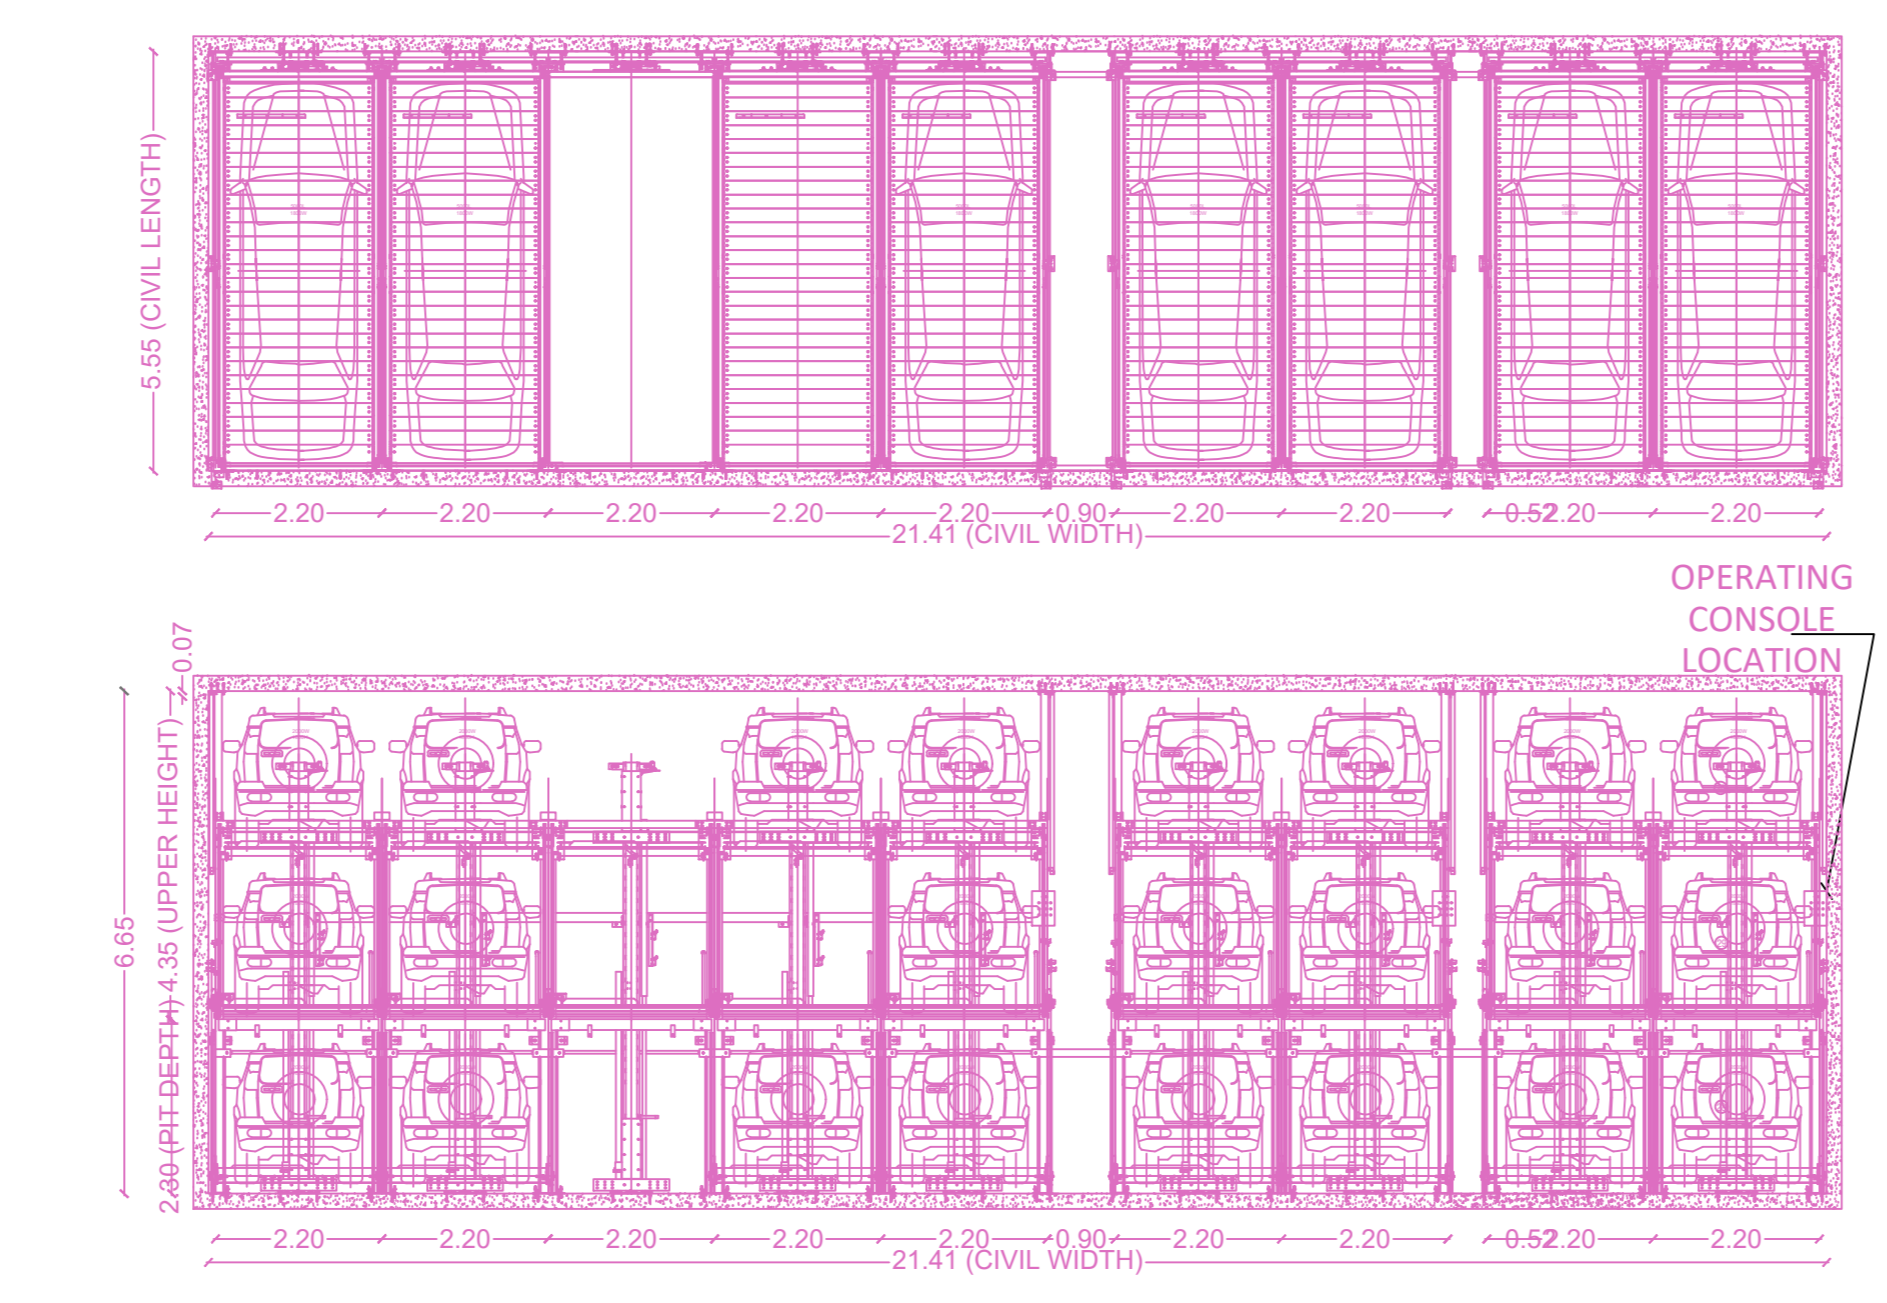 5.55 (CIVIL LENGTH)
2.20 2.20 2.20 2.20 2.20 0.90 2.20 2.20 0.52 2.20 2.20
21.41 (CIVIL WIDTH)
OPERATING
CONSOLE
LOCATION
0.07
6.65
2.30 (PIT DEPTH) 4.35 (UPPER HEIGHT)
2.20 2.20 2.20 2.20 2.20 0.90 2.20 2.20 0.52 2.20 2.20
21.41 (CIVIL WIDTH)